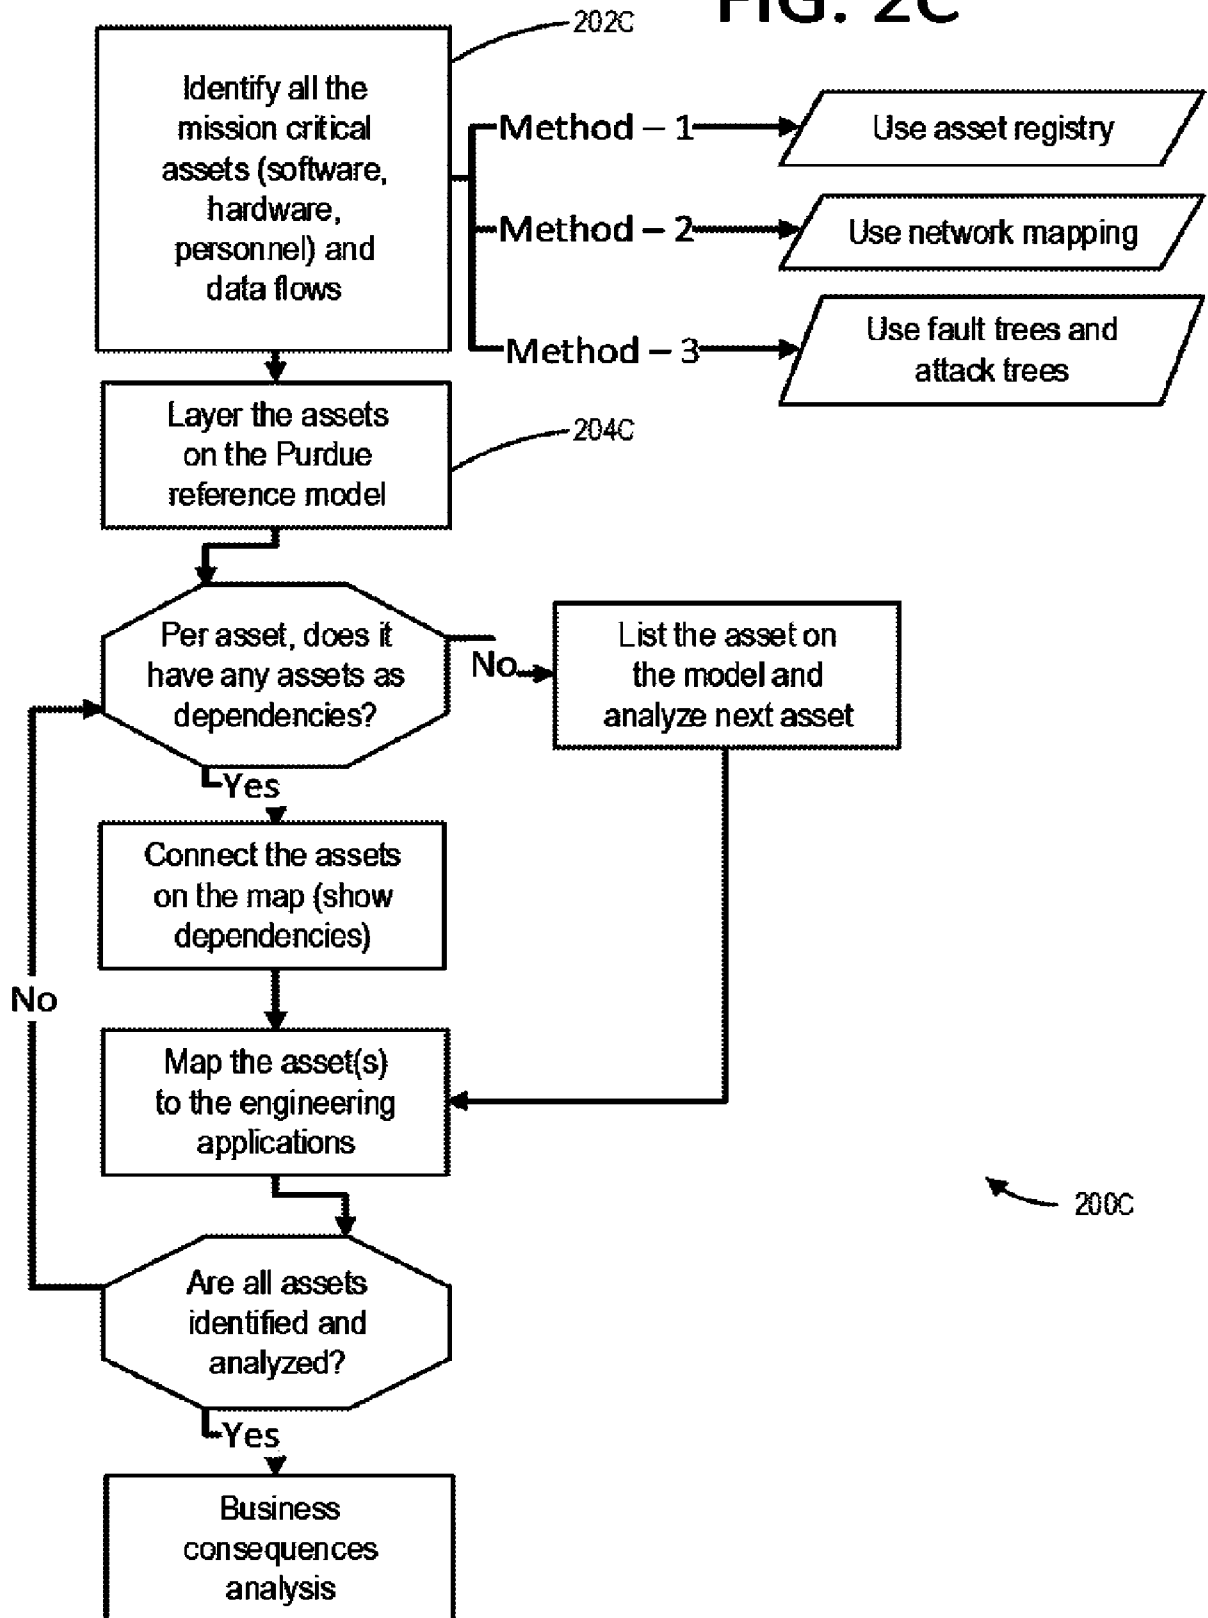 FIG. 2C
202C
Identify all the
mission critical
assets (software,
hardware,
personnel) and
data flows
Method – 1
Use asset registry
Method – 2
Use network mapping
Method – 3
Use fault trees and
attack trees
Layer the assets
on the Purdue
reference model
204C
Per asset, does it
have any assets as
dependencies?
No
List the asset on
the model and
analyze next asset
Yes
Connect the assets
on the map (show
dependencies)
No
Map the asset(s)
to the engineering
applications
200C
Are all assets
identified and
analyzed?
Yes
Business
consequences
analysis